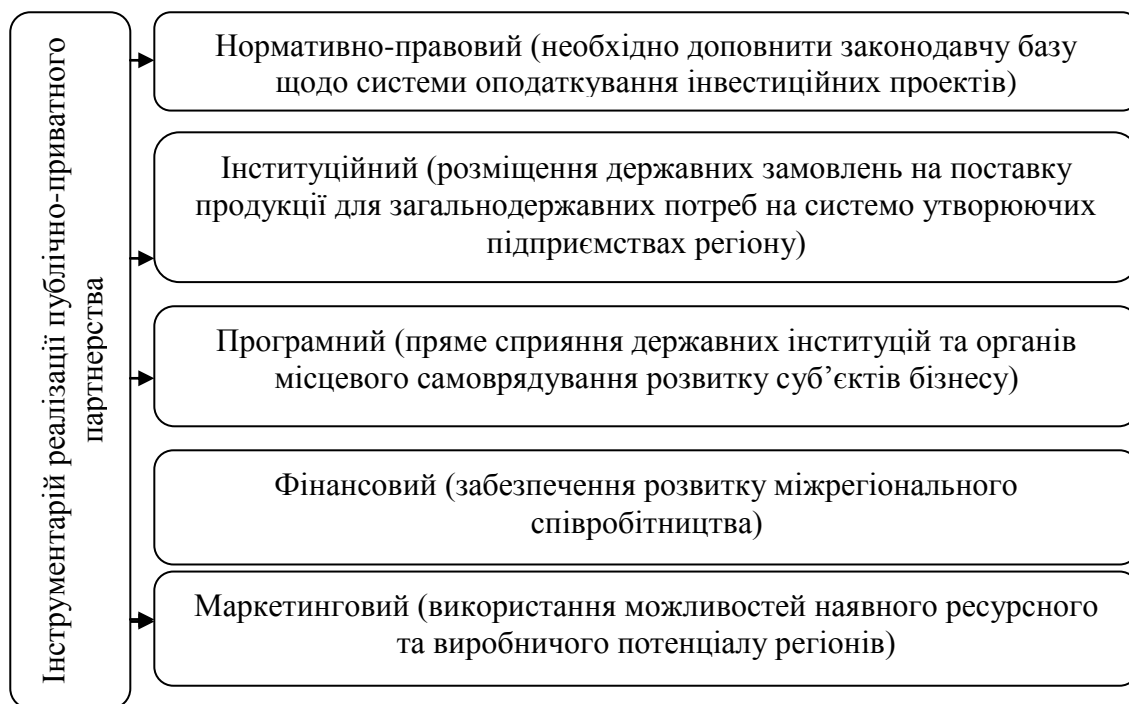 Інструментарій реалізації публічно-приватного
партнерства
Нормативно-правовий (необхідно доповнити законодавчу базу
щодо системи оподаткування інвестиційних проектів)
Інституційний (розміщення державних замовлень на поставку
продукції для загальнодержавних потреб на системо утворюючих
підприємствах регіону)
Програмний (пряме сприяння державних інституцій та органів
місцевого самоврядування розвитку суб’єктів бізнесу)
Фінансовий (забезпечення розвитку міжрегіонального
співробітництва)
Маркетинговий (використання можливостей наявного ресурсного
та виробничого потенціалу регіонів)